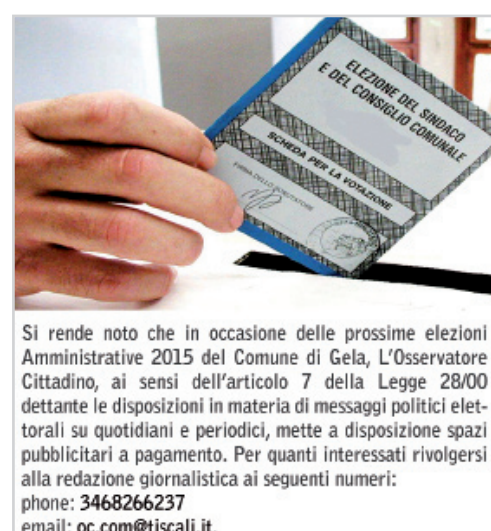 ELEZIONE DEL SINDACO
E DEL CONSIGLIO COMUNALE
SCHEDA PER LA VOTAZIONE
FIRMA DELLO SCRUTATORE
Si rende noto che in occasione delle prossime elezioni
Amministrative 2015 del Comune di Gela, L'Osservatore
Cittadino, ai sensi dell'articolo 7 della Legge 28/00
dettante le disposizioni in materia di messaggi politici elet-
torali su quotidiani e periodici, mette a disposizione spazi
pubblicitari a pagamento. Per quanti interessati rivolgersi
alla redazione giornalistica ai seguenti numeri:
phone: 3468266237
email: oc.com@tiscali.it.